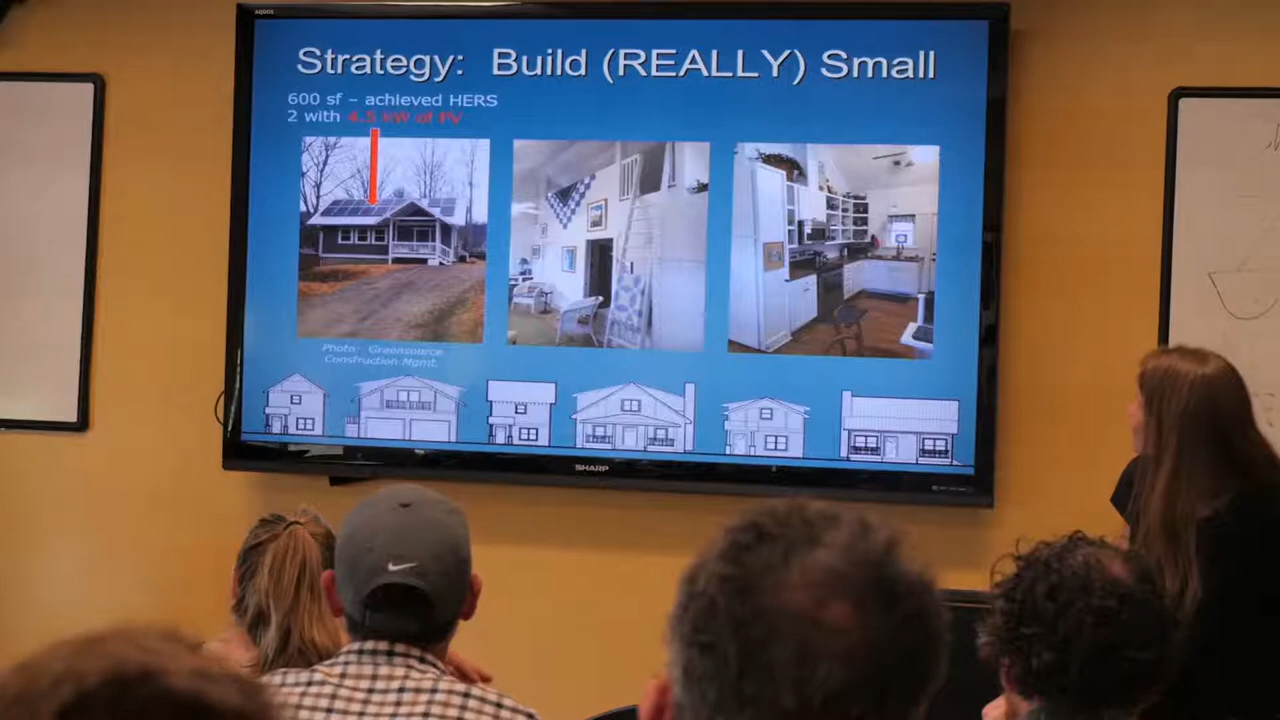 AQUOS
Strategy: Build (REALLY) Small
600 sf – achieved HERS
2 with 4.5 kW of PV
Photo: Greensource
Construction Mgmt.
SHARP